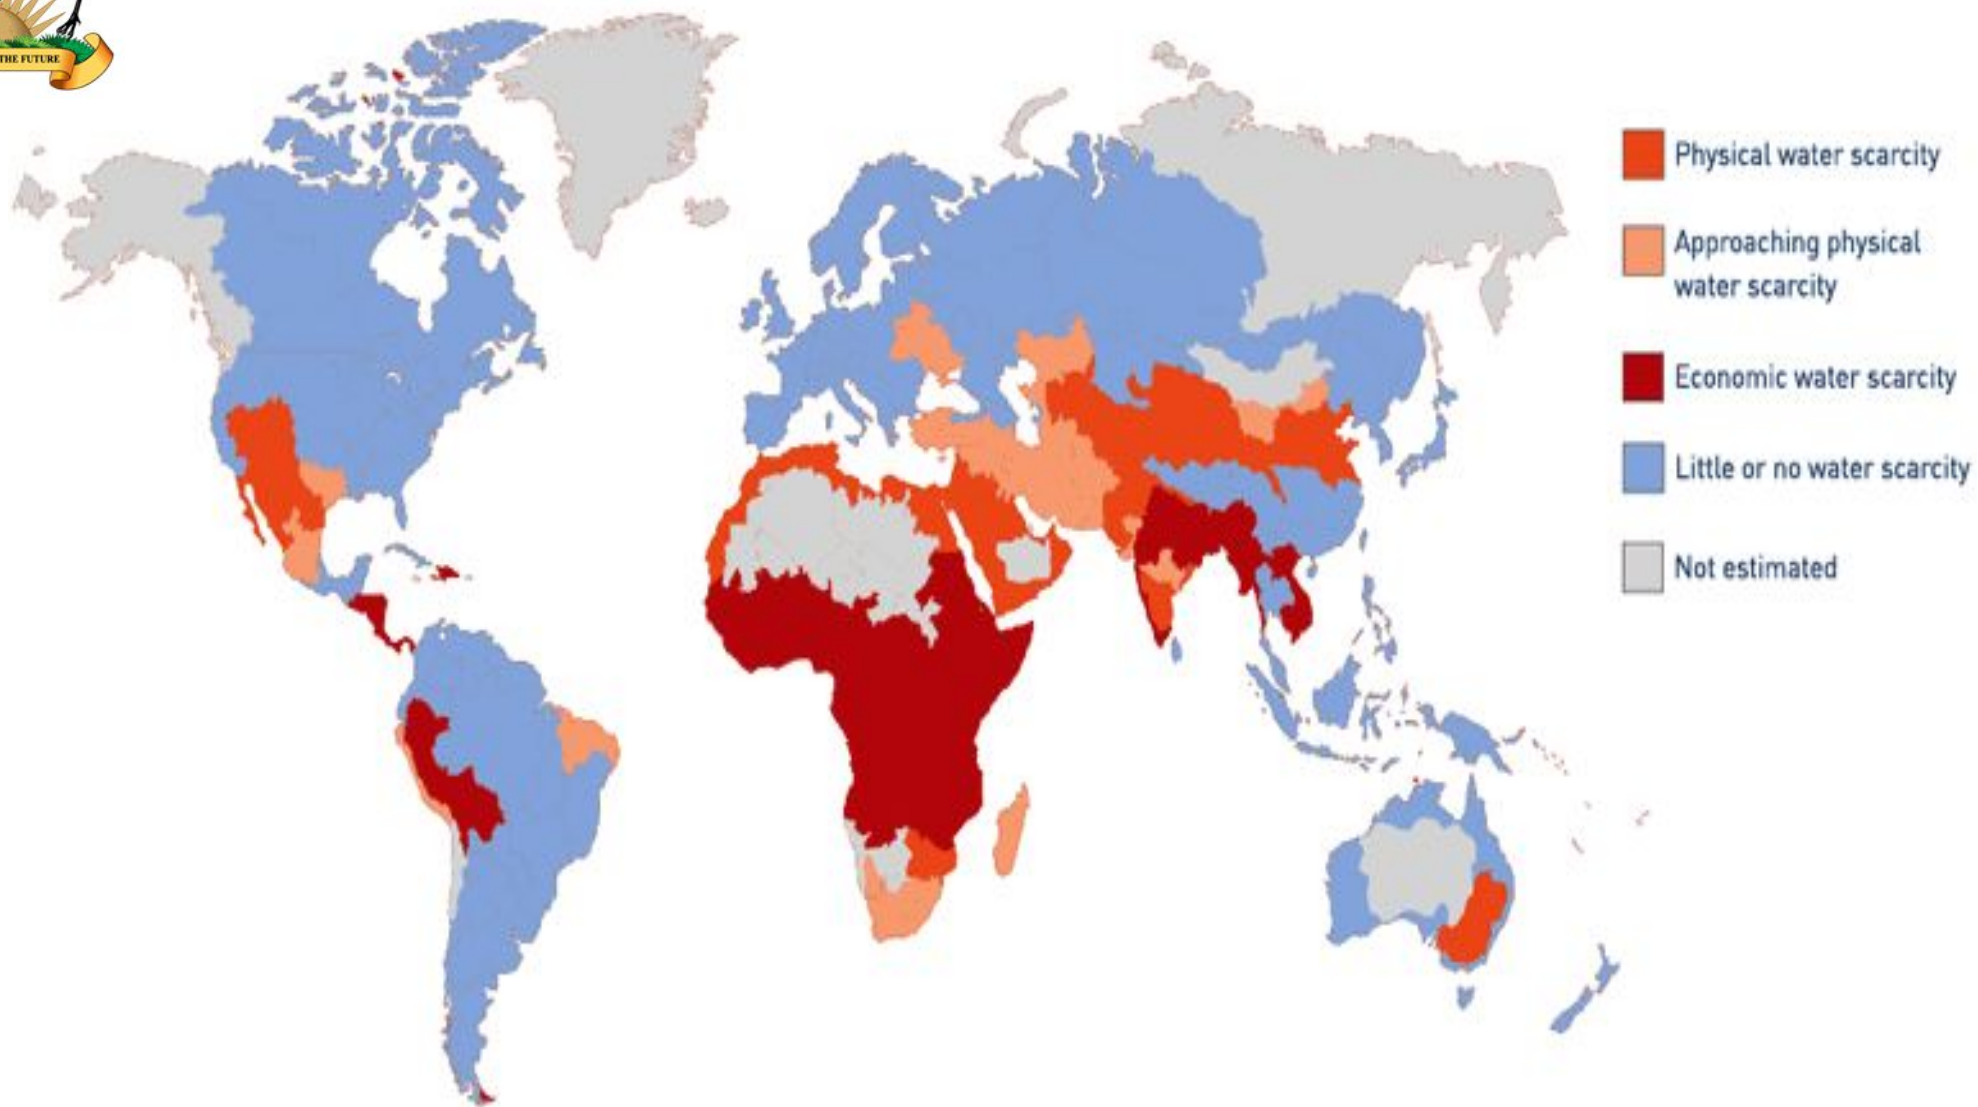 THE FUTURE
Physical water scarcity
Approaching physical
water scarcity
Economic water scarcity
Little or no water scarcity
Not estimated